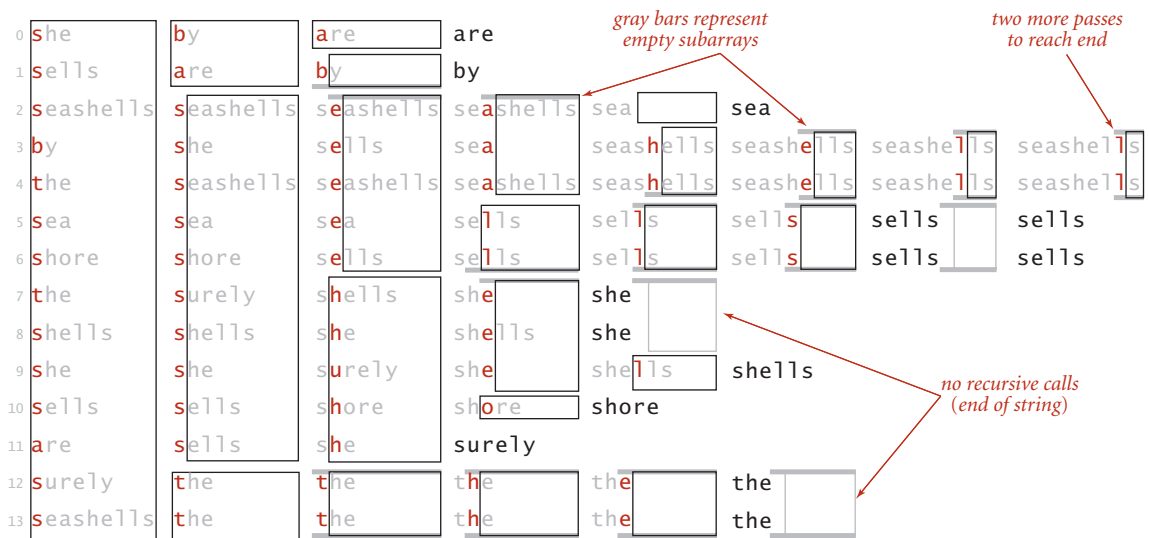 gray bars represent two more passes
empty subarrays to reach end
0 she by are are
1 sells are by by
2 seashells seashells seashells seashells sea sea
3 by she sells sea seashells seashells seashells seashells
4 the seashells seashells seashells seashells seashells seashells seashells
5 sea sea sea sells sells sells sells sells
6 shore shore sells sells sells sells sells sells
7 the surely shells she she
8 shells shells she shells she
9 she she surely she shells shells
10 sells sells shore shore shore
11 are sells she surely
no recursive calls
(end of string)
12 surely the the the the the
13 seashells the the the the the